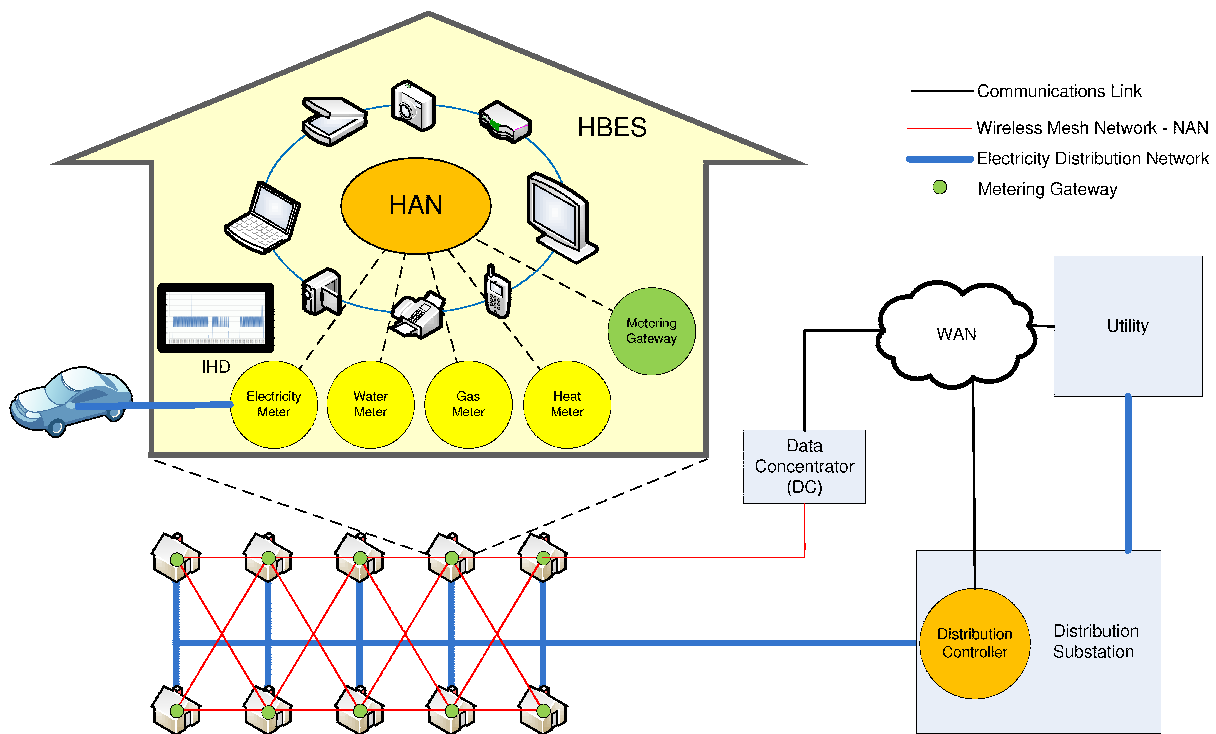 HBES
HAN
Metering
Gateway
IHD
Electricity
Meter
Water
Meter
Gas
Meter
Heat
Meter
Communications Link
Wireless Mesh Network - NAN
Electricity Distribution Network
Metering Gateway
WAN
Utility
Data
Concentrator
(DC)
Distribution
Controller
Distribution
Substation